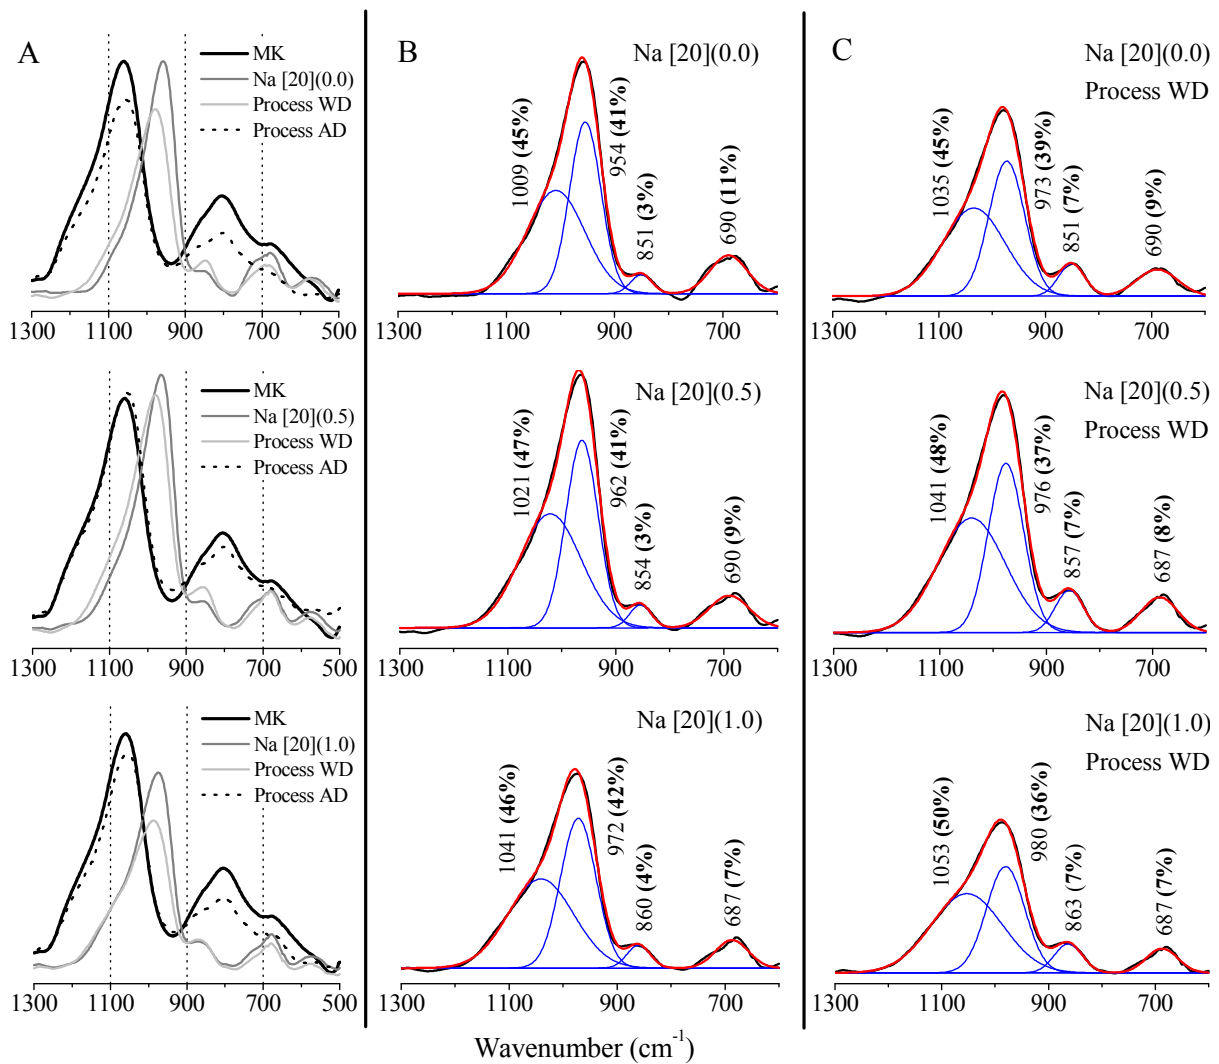 A
MK
Na [20](0.0)
Process WD
Process AD
1300 1100 900 700 500
B
Na [20](0.0)
1009 (45%)
954 (41%)
851 (3%)
690 (11%)
1300 1100 900 700
C
Na [20](0.0)
Process WD
1035 (45%)
973 (39%)
851 (7%)
690 (9%)
1300 1100 900 700
MK
Na [20](0.5)
Process WD
Process AD
1300 1100 900 700 500
Na [20](0.5)
1021 (47%)
962 (41%)
854 (3%)
690 (9%)
1300 1100 900 700
Na [20](0.5)
Process WD
1041 (48%)
976 (37%)
857 (7%)
687 (8%)
1300 1100 900 700
MK
Na [20](1.0)
Process WD
Process AD
1300 1100 900 700 500
Na [20](1.0)
1041 (46%)
972 (42%)
860 (4%)
687 (7%)
1300 1100 900 700
Na [20](1.0)
Process WD
1053 (50%)
980 (36%)
863 (7%)
687 (7%)
1300 1100 900 700
Wavenumber (cm⁻¹)